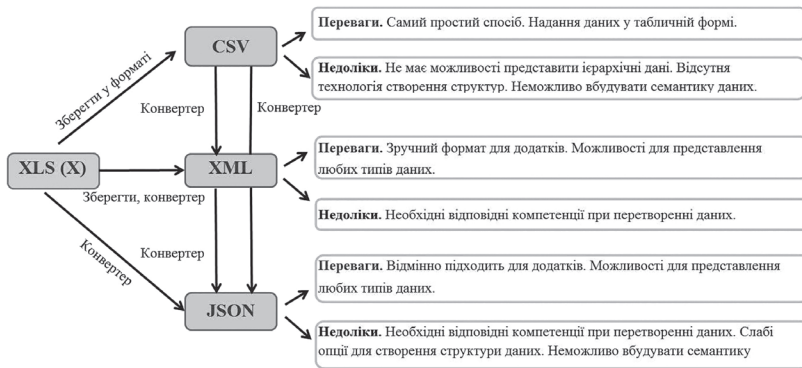 CSV
Переваги. Самий простий спосіб. Надання даних у табличній формі.
Недоліки. Не має можливості представити ієрархічні дані. Відсутня
технологія створення структур. Неможливо вбудувати семантику даних.
Зберегти у форматі
Конвертер
Конвертер
XLS (X)
XML
Переваги. Зручний формат для додатків. Можливості для представлення
любих типів даних.
Зберегти, конвертер
Недоліки. Необхідні відповідні компетенції при перетворенні даних.
Конвертер
Конвертер
Переваги. Відмінно підходить для додатків. Можливості для представлення
любих типів даних.
JSON
Недоліки. Необхідні відповідні компетенції при перетворенні даних. Слабі
опції для створення структури даних. Неможливо вбудувати семантику